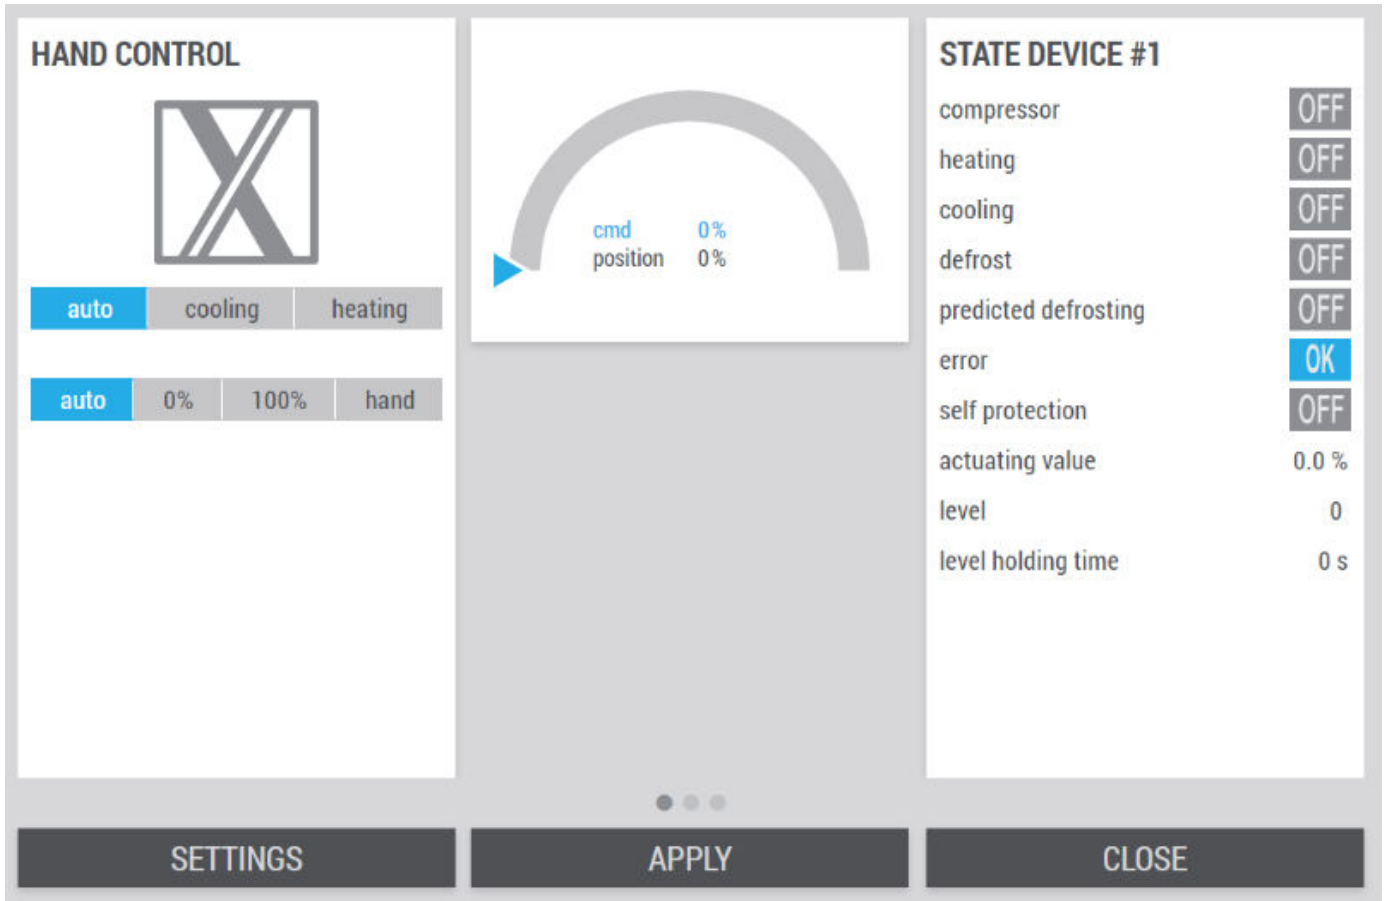 HAND CONTROL
auto cooling heating
auto 0% 100% hand
cmd 0%
position 0%
STATE DEVICE #1
compressor OFF
heating OFF
cooling OFF
defrost OFF
predicted defrosting OFF
error OK
self protection OFF
actuating value 0.0 %
level 0
level holding time 0 s
SETTINGS APPLY CLOSE